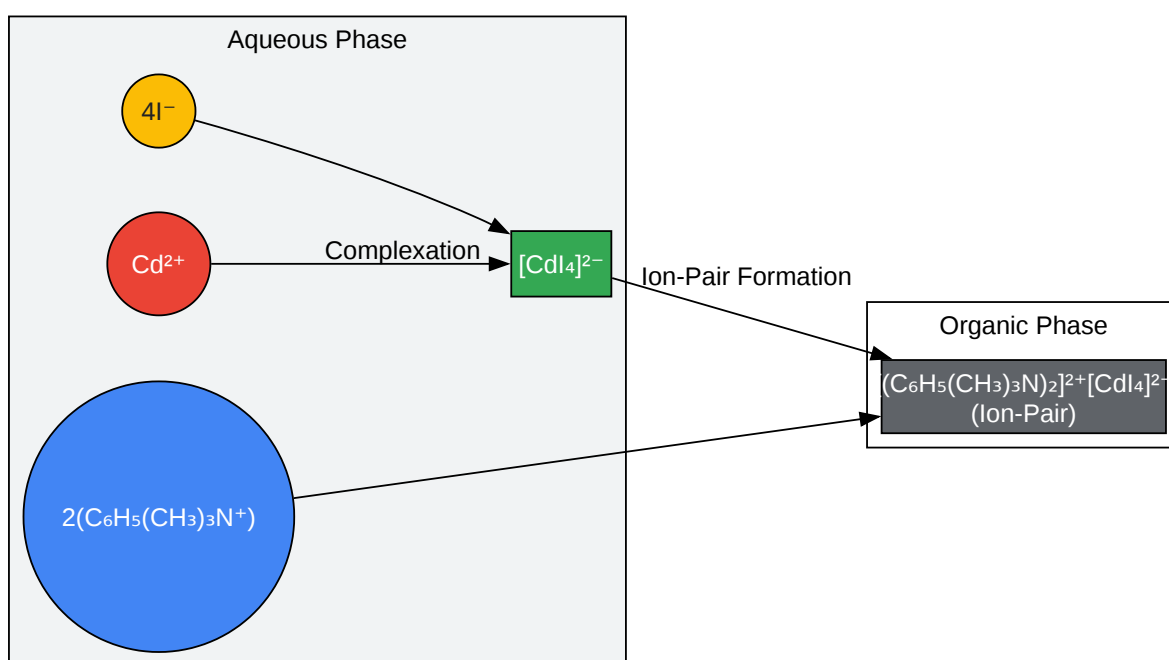 Aqueous Phase
4I⁻
Cd²⁺
Complexation
[CdI₄]²⁻
Ion-Pair Formation
Organic Phase
[(C₆H₅(CH₃)₃N)₂]²⁺[CdI₄]²⁻
(Ion-Pair)
2(C₆H₅(CH₃)₃N⁺)